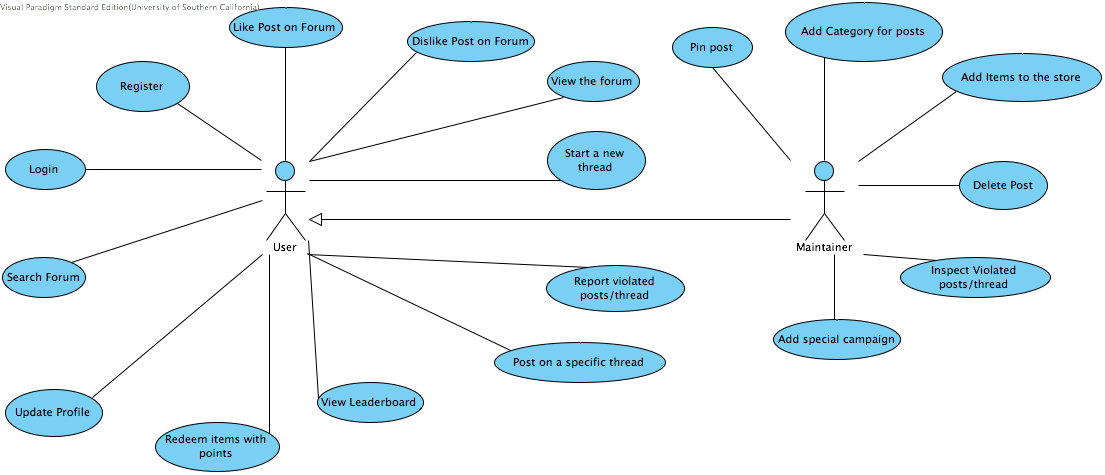 Visual Paradigm Standard Edition(University of Southern California)
Like Post on Forum
Dislike Post on Forum
View the forum
Register
Start a new
thread
Login
User
Search Forum
Report violated
posts/thread
Post on a specific thread
View Leaderboard
Update Profile
Redeem items with
points
Pin post
Add Category for posts
Add Items to the store
Delete Post
Maintainer
Inspect Violated
posts/thread
Add special campaign